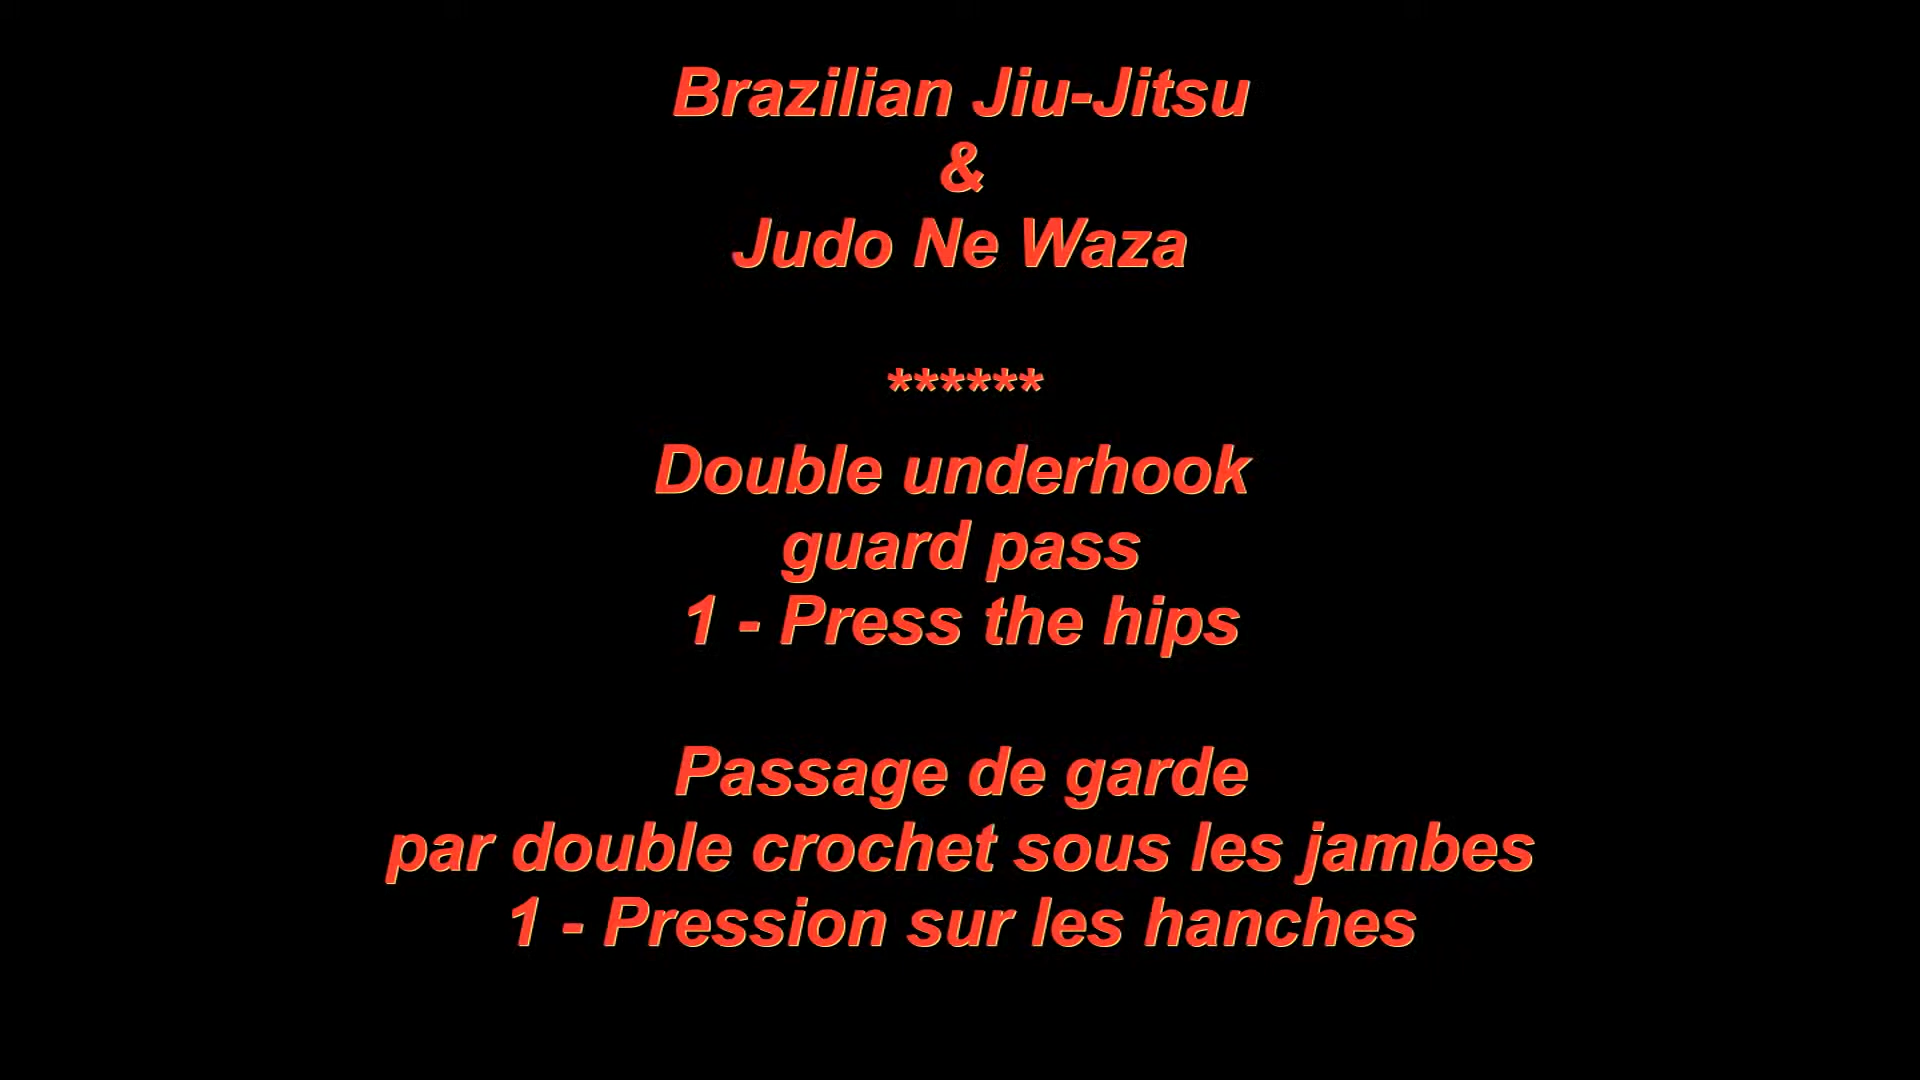 Brazilian Jiu-Jitsu
&
Judo Ne Waza
******
Double underhook
guard pass
1 - Press the hips
Passage de garde
par double crochet sous les jambes
1 - Pression sur les hanches